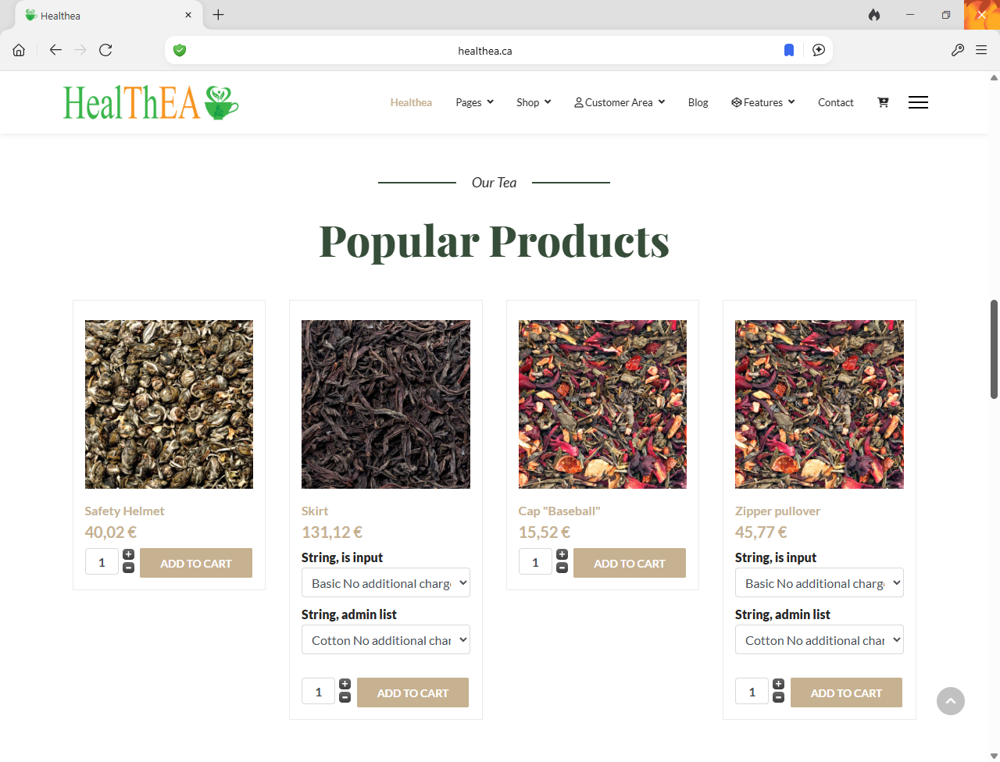 Healthea
healthea.ca
HealThEA
Healthea Pages Shop Customer Area Blog Features Contact
Our Tea
Popular Products
Safety Helmet
40,02 €
1 ADD TO CART
Skirt
131,12 €
String, is input
Basic No additional charg
String, admin list
Cotton No additional char
1 ADD TO CART
Cap "Baseball"
15,52 €
1 ADD TO CART
Zipper pullover
45,77 €
String, is input
Basic No additional charg
String, admin list
Cotton No additional char
1 ADD TO CART